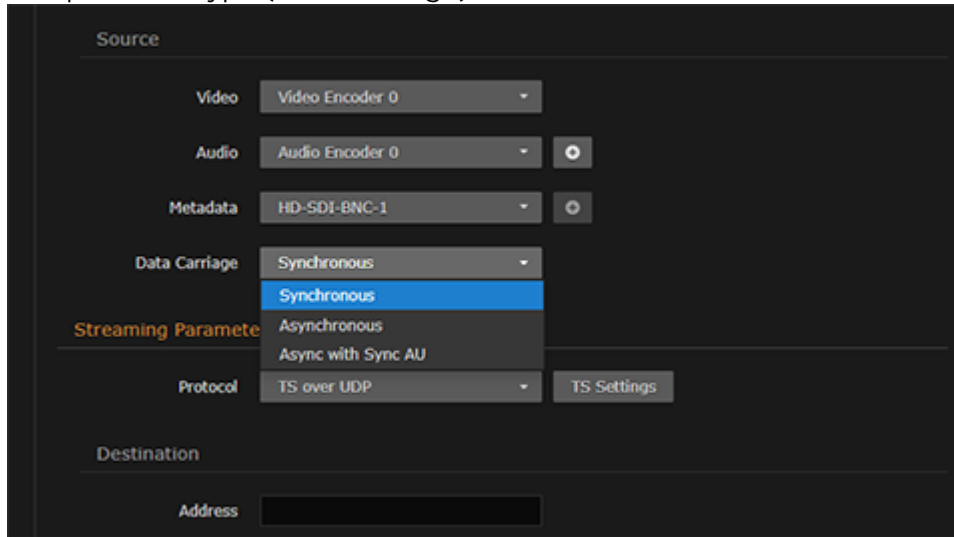 Source
Video Video Encoder 0
Audio Audio Encoder 0
Metadata HD-SDI-BNC-1
Data Carriage Synchronous
Synchronous
Asynchronous
Streaming Paramete
Async with Sync AU
Protocol TS over UDP TS Settings
Destination
Address